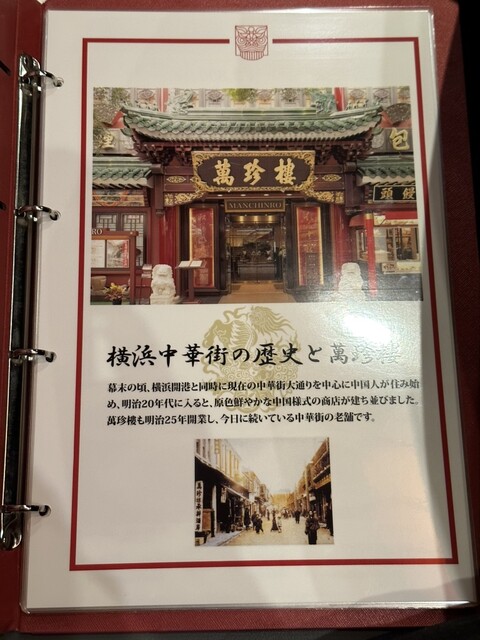 萬珍樓
MANCHINRO
包
頭饅
RO
横浜中華街の歴史と萬珍樓
幕末の頃、横浜開港と同時に現在の中華街大通りを中心に中国人が住み始
め、明治20年代に入ると、原色鮮やかな中国様式の商店が建ち並びました。
萬珍樓も明治25年開業し、今日に続いている中華街の老舗です。